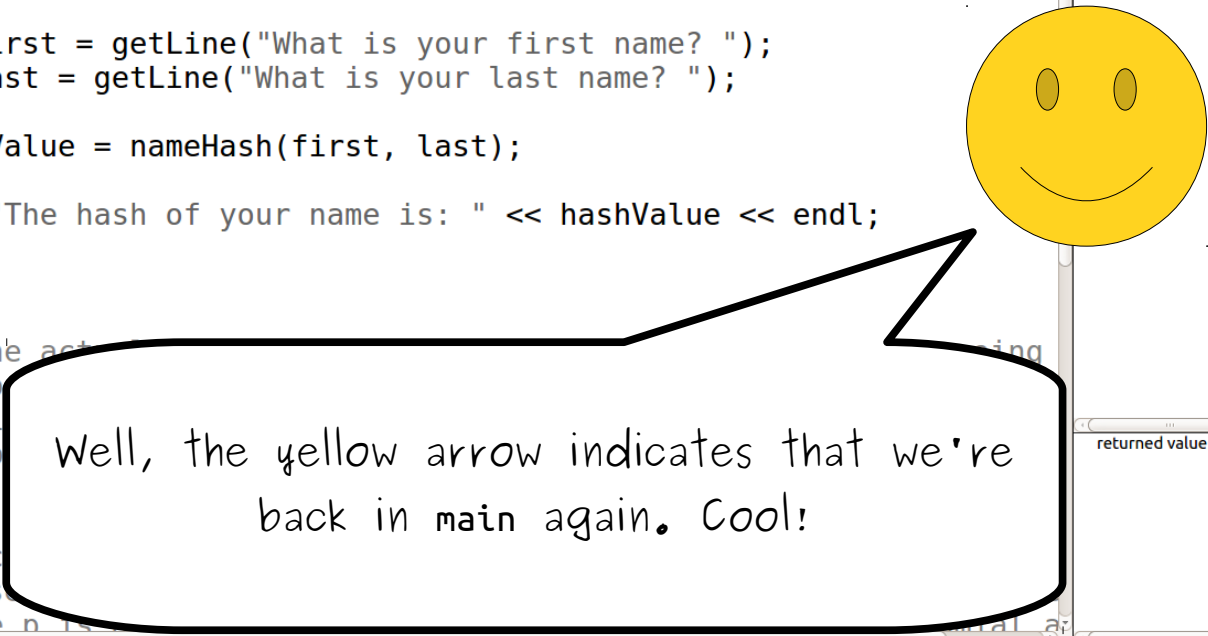 irst = getLine("What is your first name? ");
ast = getLine("What is your last name? ");
Value = nameHash(first, last);
The hash of your name is: " << hashValue << endl;
Well, the yellow arrow indicates that we're
back in main again. Cool!
returned value